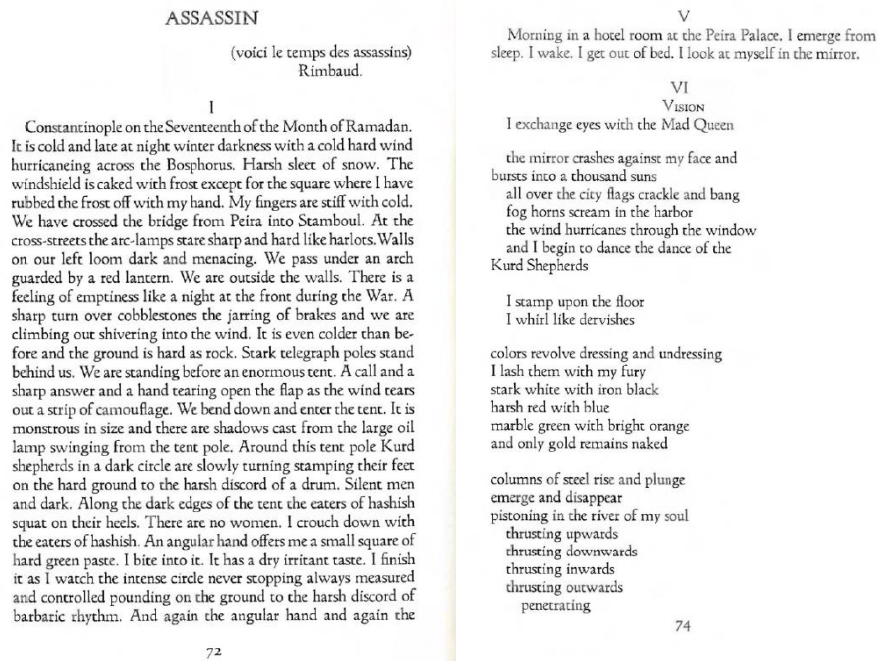 ASSASSIN
(voici le temps des assassins)
Rimbaud.
I
Constantinople on the Seventeenth of the Month of Ramadan.
It is cold and late at night winter darkness with a cold hard wind
hurricaneing across the Bosphorus. Harsh sleet of snow. The
windshield is caked with frost except for the square where I have
rubbed the frost off with my hand. My fingers are stiff with cold.
We have crossed the bridge from Peira into Stamboul. At the
cross-streets the arc-lamps stare sharp and hard like harlots. Walls
on our left loom dark and menacing. We pass under an arch
guarded by a red lantern. We are outside the walls. There is a
feeling of emptiness like a night at the front during the War. A
sharp turn over cobblestones the jarring of brakes and we are
climbing out shivering into the wind. It is even colder than be-
fore and the ground is hard as rock. Stark telegraph poles stand
behind us. We are standing before an enormous tent. A call and a
sharp answer and a hand tearing open the flap as the wind tears
out a strip of camouflage. We bend down and enter the tent. It is
monstrous in size and there are shadows cast from the large oil
lamp swinging from the tent pole. Around this tent pole Kurd
shepherds in a dark circle are slowly turning stamping their feet
on the hard ground to the harsh discord of a drum. Silent men
and dark. Along the dark edges of the tent the eaters of hashish
squat on their heels. There are no women. I crouch down with
the eaters of hashish. An angular hand offers me a small square of
hard green paste. I bite into it. It has a dry irritant taste. I finish
it as I watch the intense circle never stopping always measured
and controlled pounding on the ground to the harsh discord of
barbaric rhythm. And again the angular hand and again the
72
V
Morning in a hotel room at the Peira Palace. I emerge from
sleep. I wake. I get out of bed. I look at myself in the mirror.
VI
VISION
I exchange eyes with the Mad Queen
the mirror crashes against my face and
bursts into a thousand suns
all over the city flags crackle and bang
fog horns scream in the harbor
the wind hurricanes through the window
and I begin to dance the dance of the
Kurd Shepherds
I stamp upon the floor
I whirl like dervishes
colors revolve dressing and undressing
I lash them with my fury
stark white with iron black
harsh red with blue
marble green with bright orange
and only gold remains naked
columns of steel rise and plunge
emerge and disappear
pistoning in the river of my soul
thrusting upwards
thrusting downwards
thrusting inwards
thrusting outwards
penetrating
74